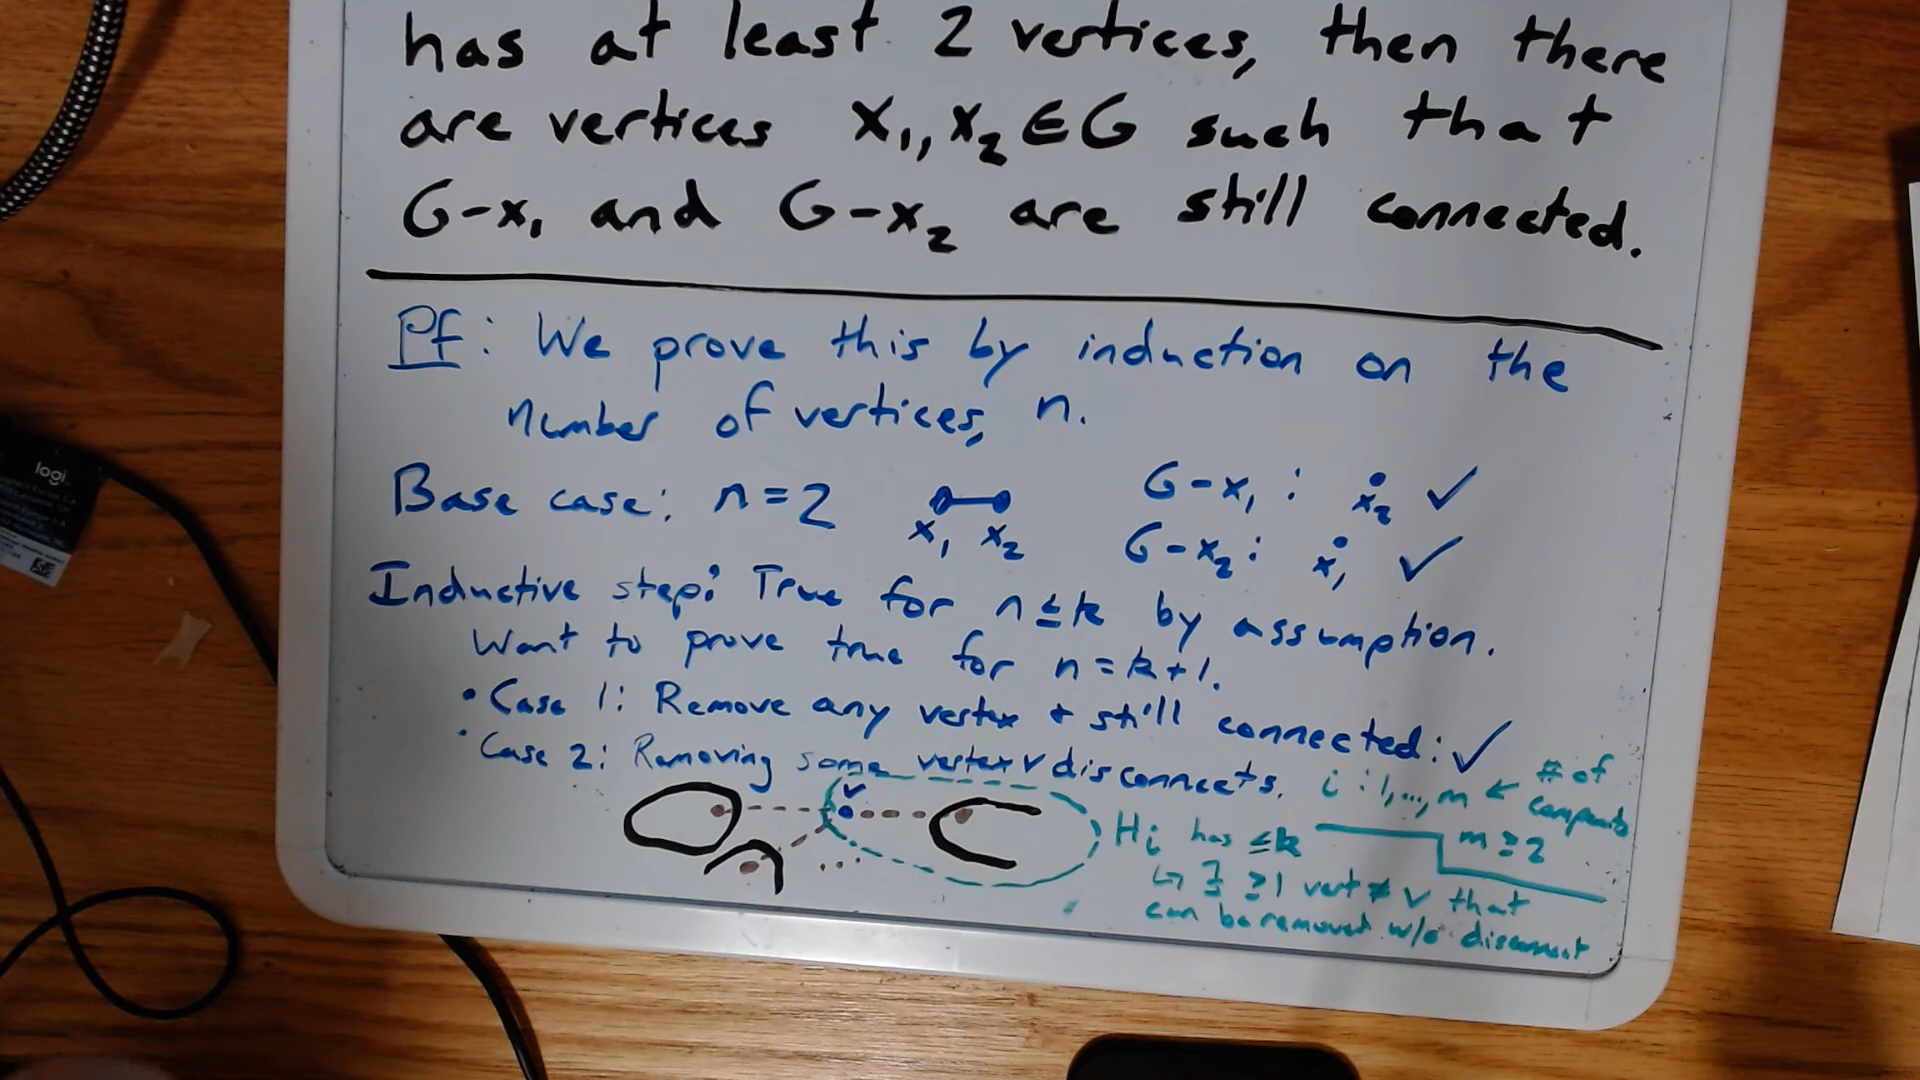 has at least 2 vertices, then there
are vertices x₁, x₂ ∈ G such that
G-x₁ and G-x₂ are still connected.
Pf: We prove this by induction on the
number of vertices, n.
Base case: n=2
x₁ x₂
G-x₁: x₂ ✓
G-x₂: x₁ ✓
Inductive step: True for n≤k by assumption.
Want to prove true for n=k+1.
• Case 1: Remove any vertex + still connected: ✓
• Case 2: Removing some vertex v disconnects.
v
i:1,...,m ← # of
components
m≥2
Hᵢ has ≤k
↳ ∃ ≥1 vert ≠ v that
can be removed w/o disconnect
logi